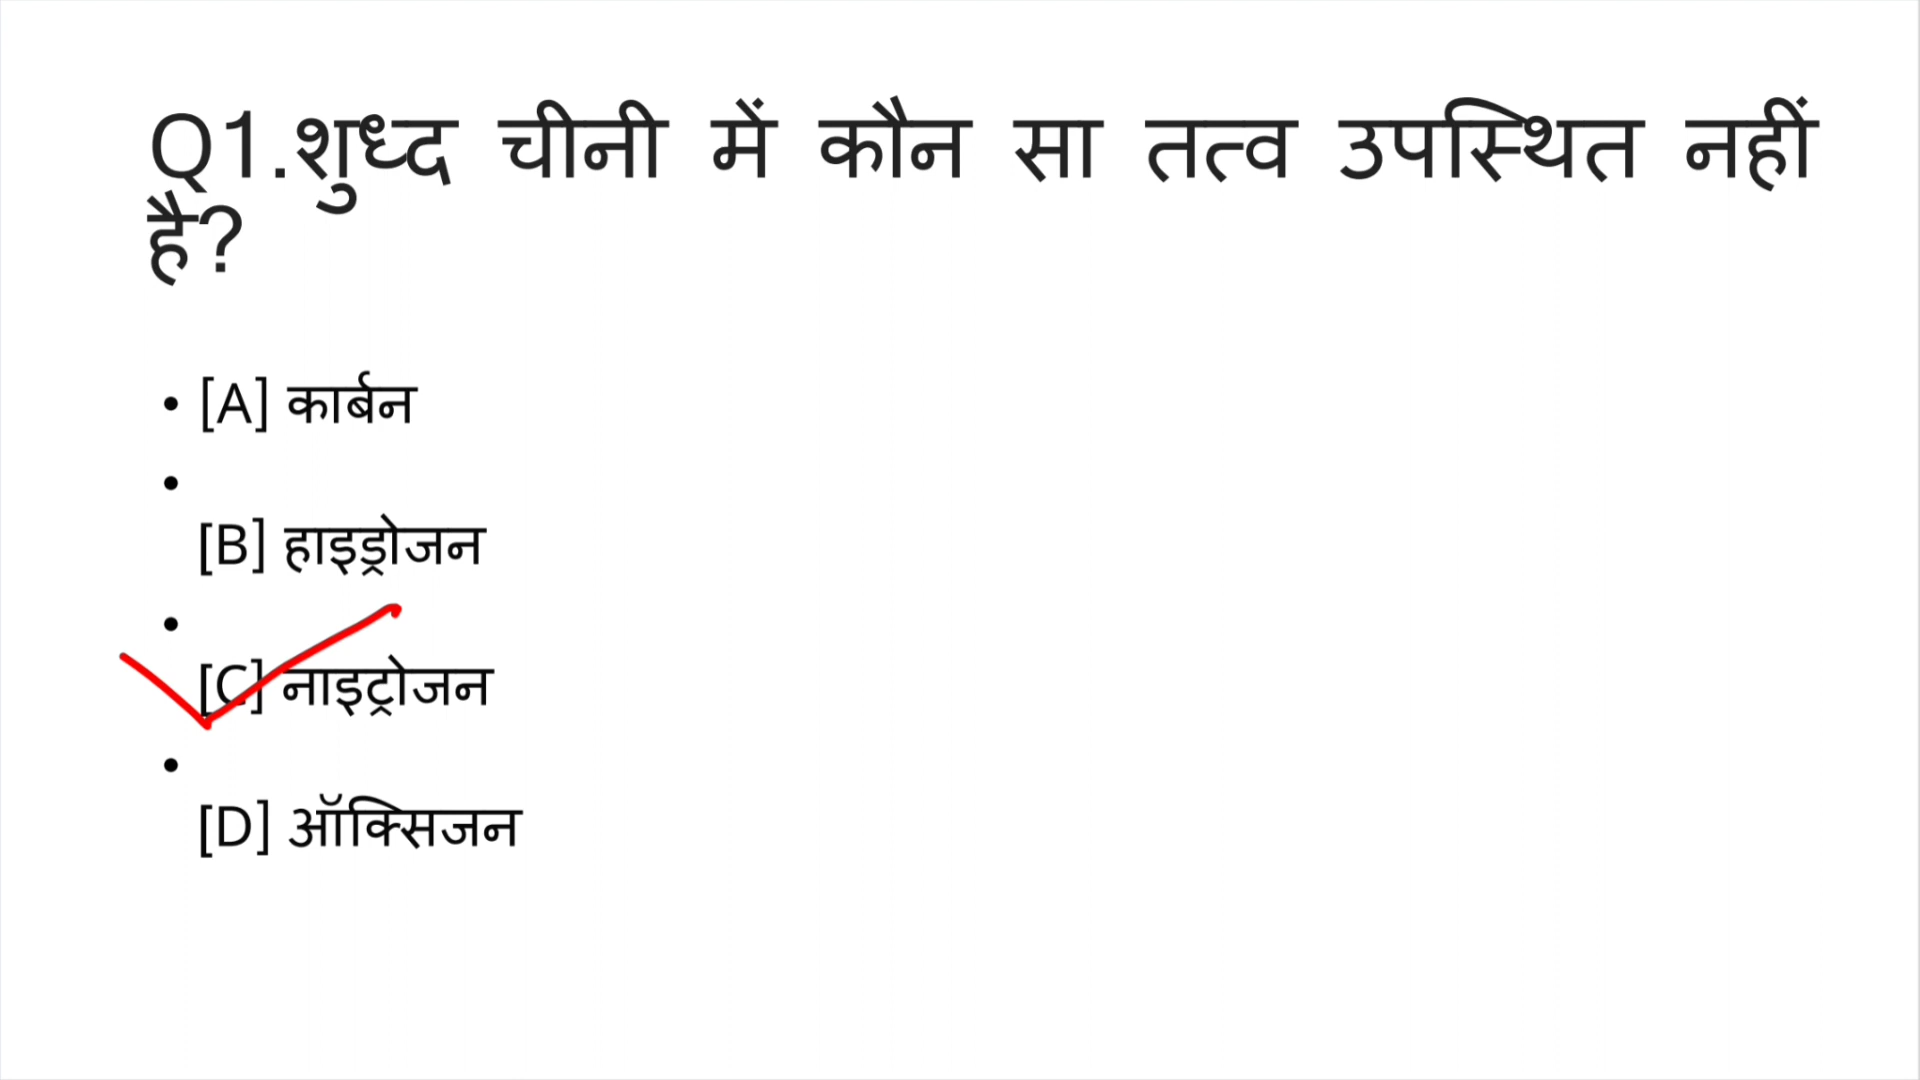 Q1.शुध्द चीनी में कौन सा तत्व उपस्थित नहीं
है?
• [A] कार्बन
•
[B] हाइड्रोजन
•
[C] नाइट्रोजन
•
[D] ऑक्सिजन